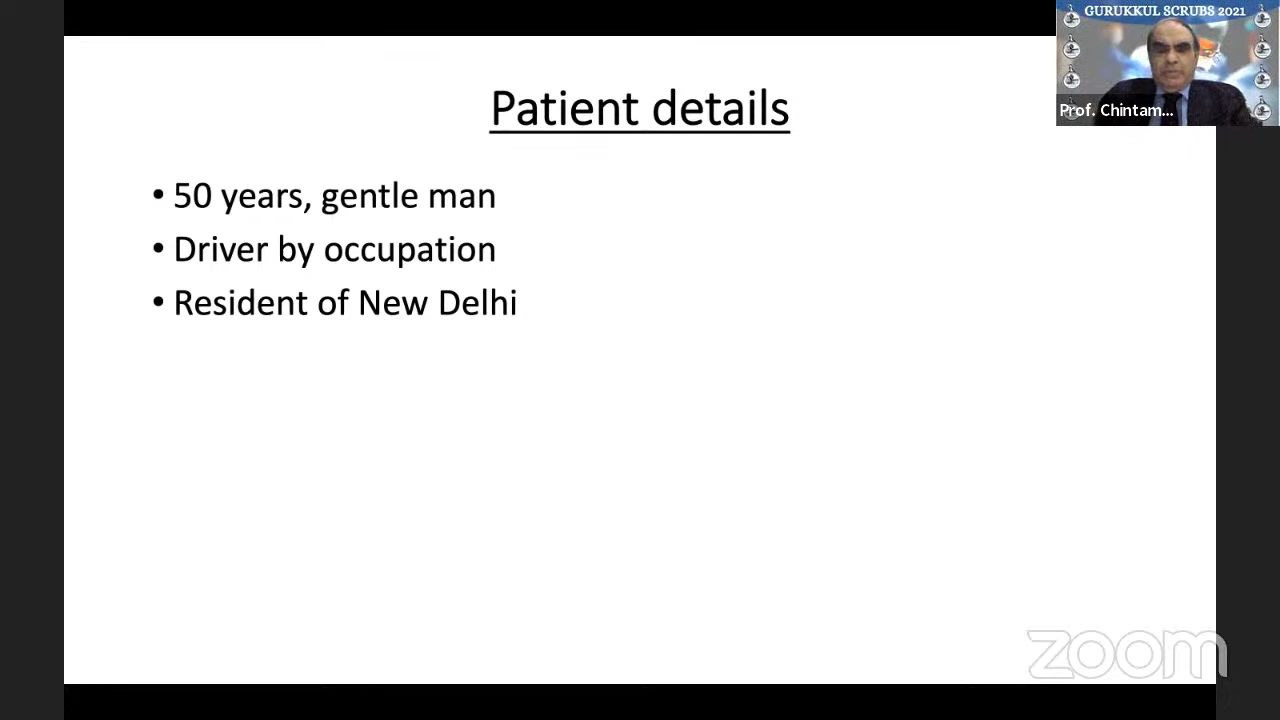 GURUKKUL SCRUBS 2021
Prof. Chintam...
Patient details
• 50 years, gentle man
• Driver by occupation
• Resident of New Delhi
zoom